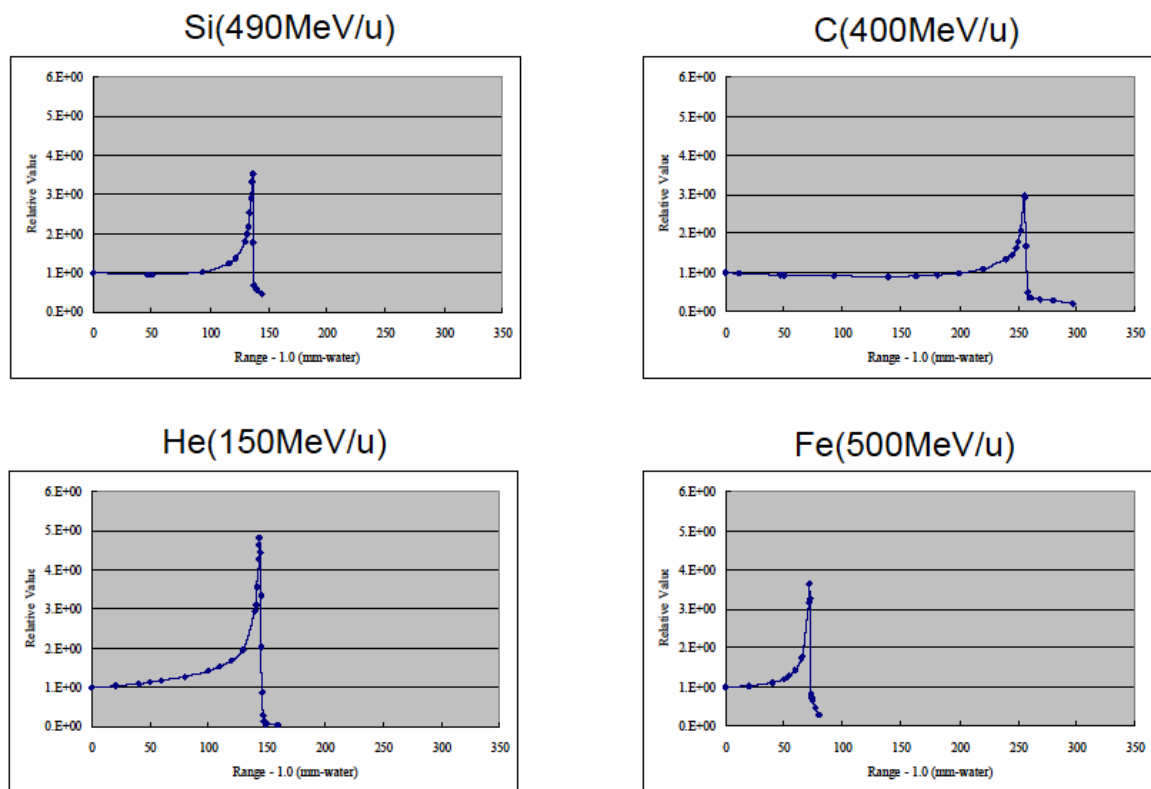 Si(490MeV/u)
6.E+00
5.E+00
4.E+00
3.E+00
2.E+00
1.E+00
0.E+00
Relative Value
0 50 100 150 200 250 300 350
Range - 1.0 (mm-water)
C(400MeV/u)
6.E+00
5.E+00
4.E+00
3.E+00
2.E+00
1.E+00
0.E+00
Relative Value
0 50 100 150 200 250 300 350
Range - 1.0 (mm-water)
He(150MeV/u)
6.E+00
5.E+00
4.E+00
3.E+00
2.E+00
1.E+00
0.E+00
Relative Value
0 50 100 150 200 250 300 350
Range - 1.0 (mm-water)
Fe(500MeV/u)
6.E+00
5.E+00
4.E+00
3.E+00
2.E+00
1.E+00
0.E+00
Relative Value
0 50 100 150 200 250 300 350
Range - 1.0 (mm-water)